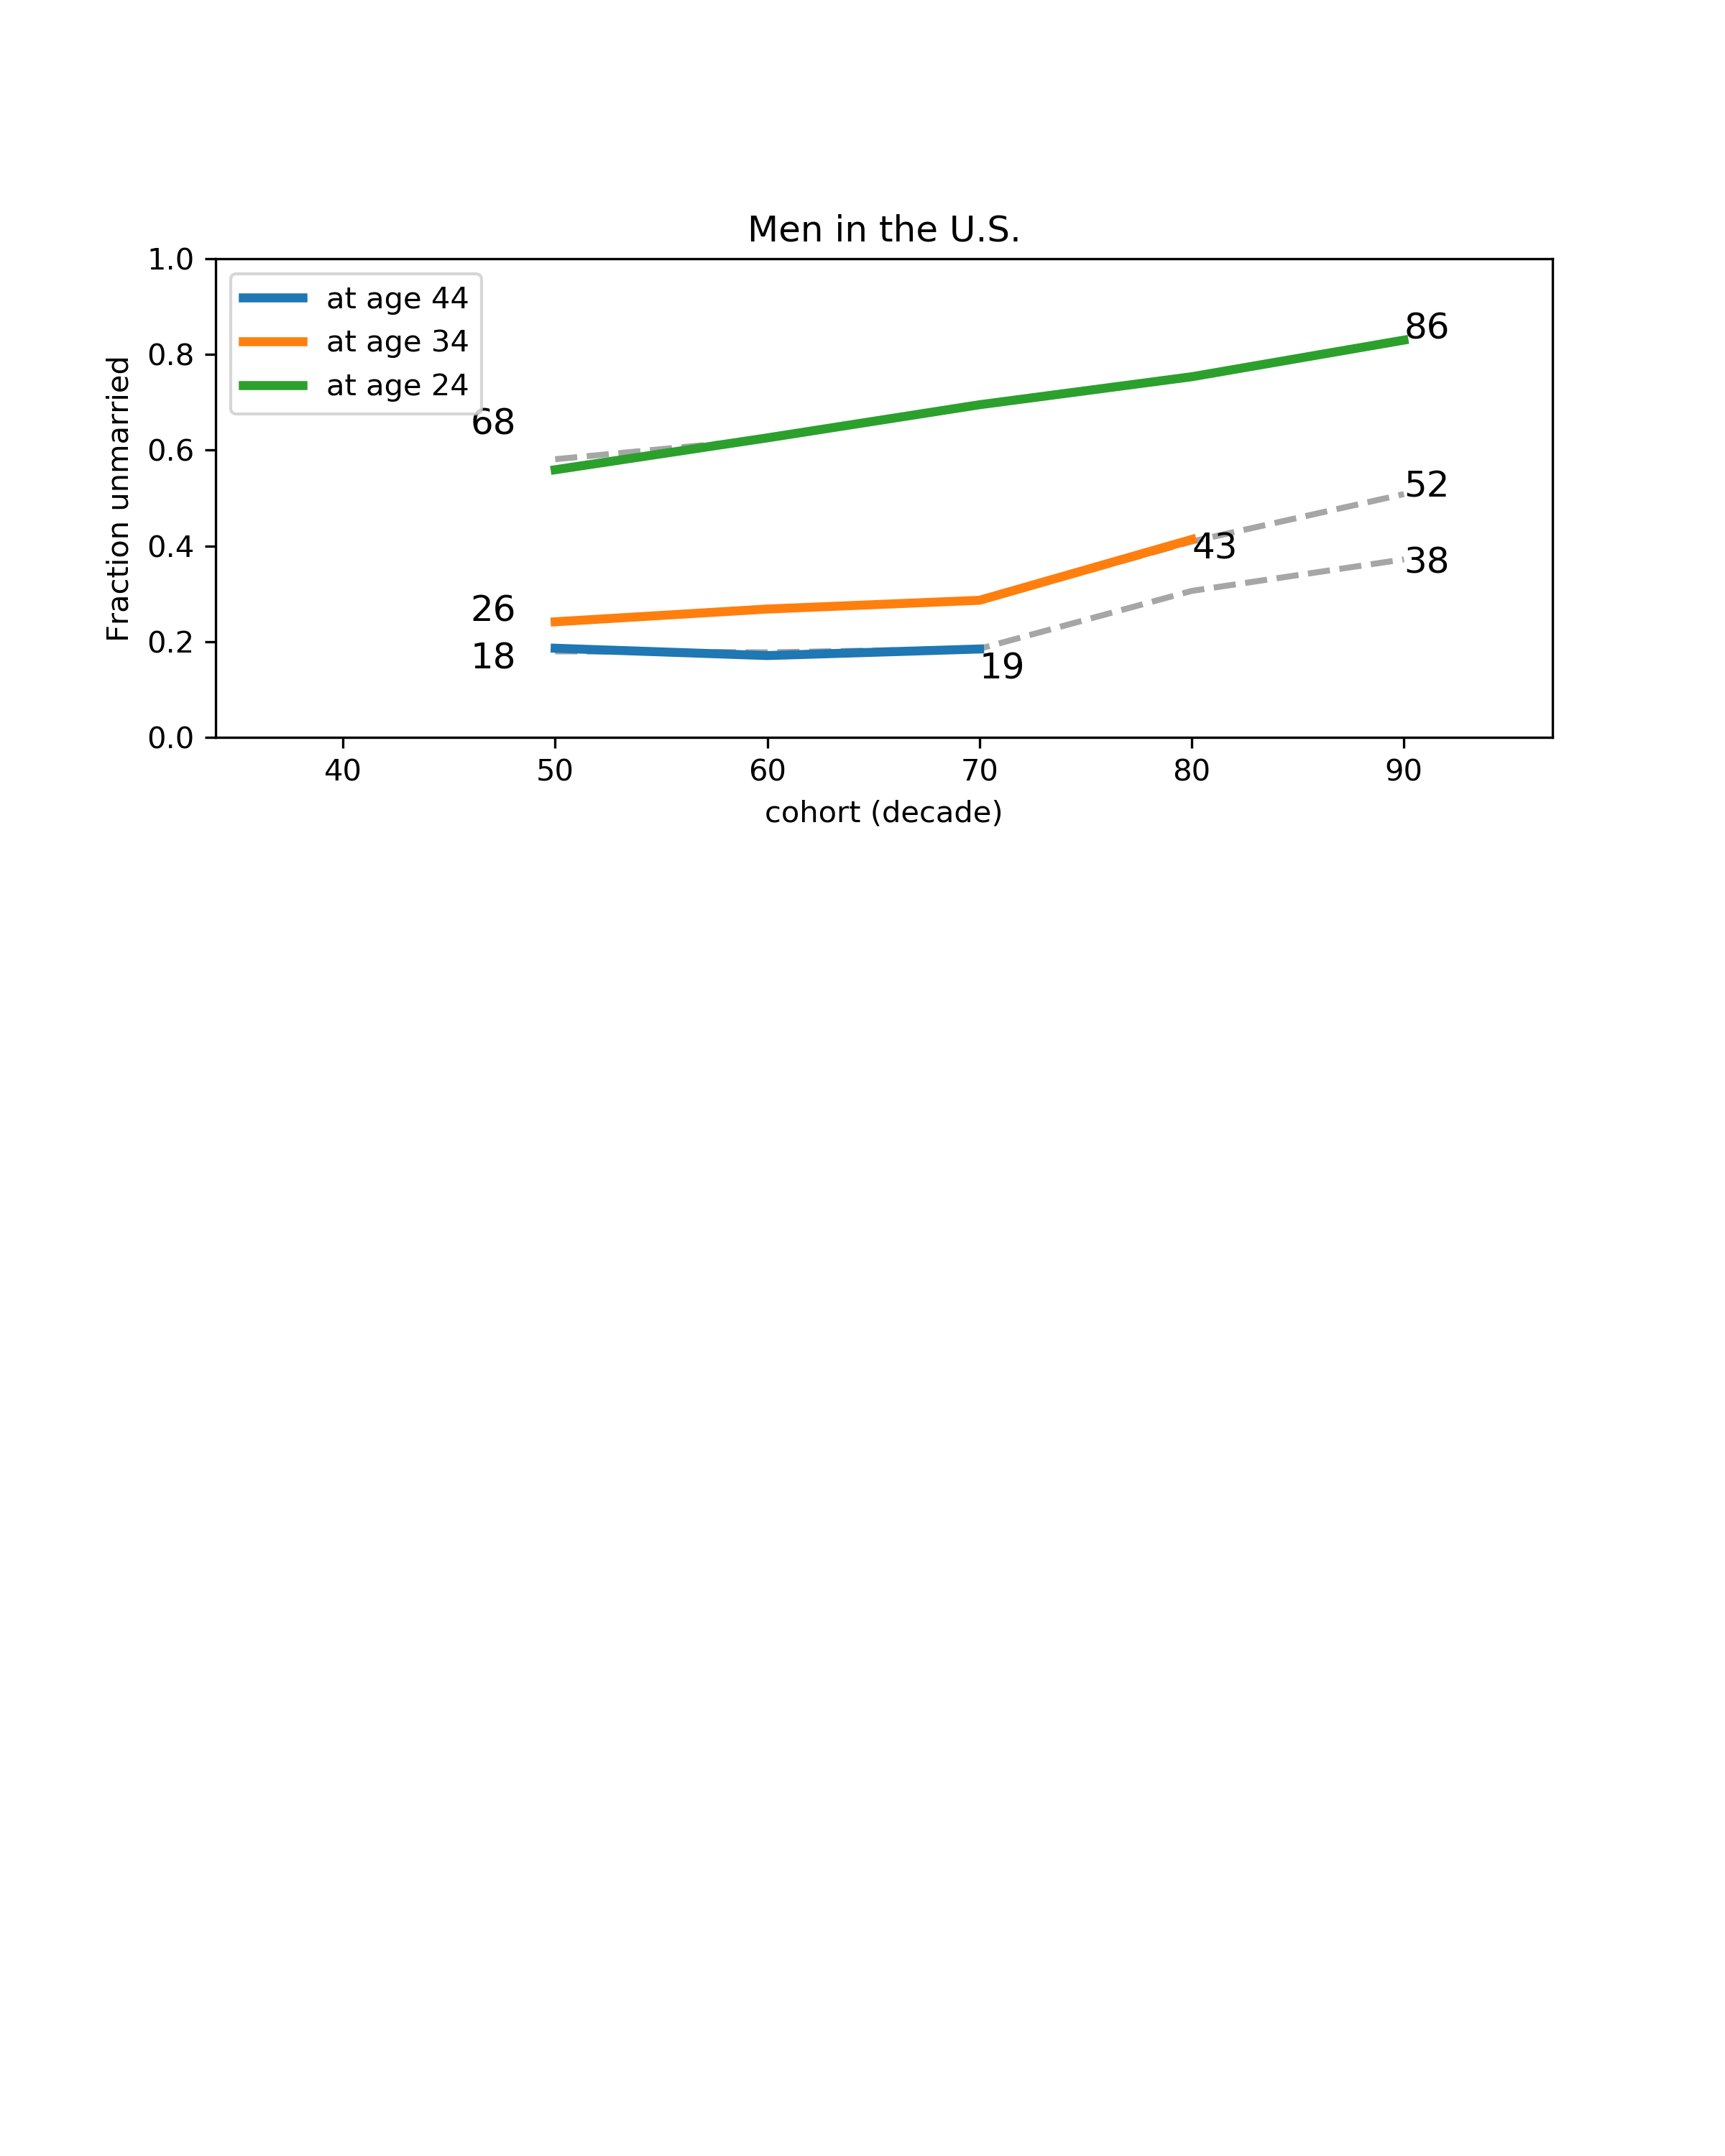 Men in the U.S.
1.0
0.8
0.6
0.4
0.2
0.0
Fraction unmarried
at age 44
at age 34
at age 24
68
26
18
86
52
43
38
19
40 50 60 70 80 90
cohort (decade)